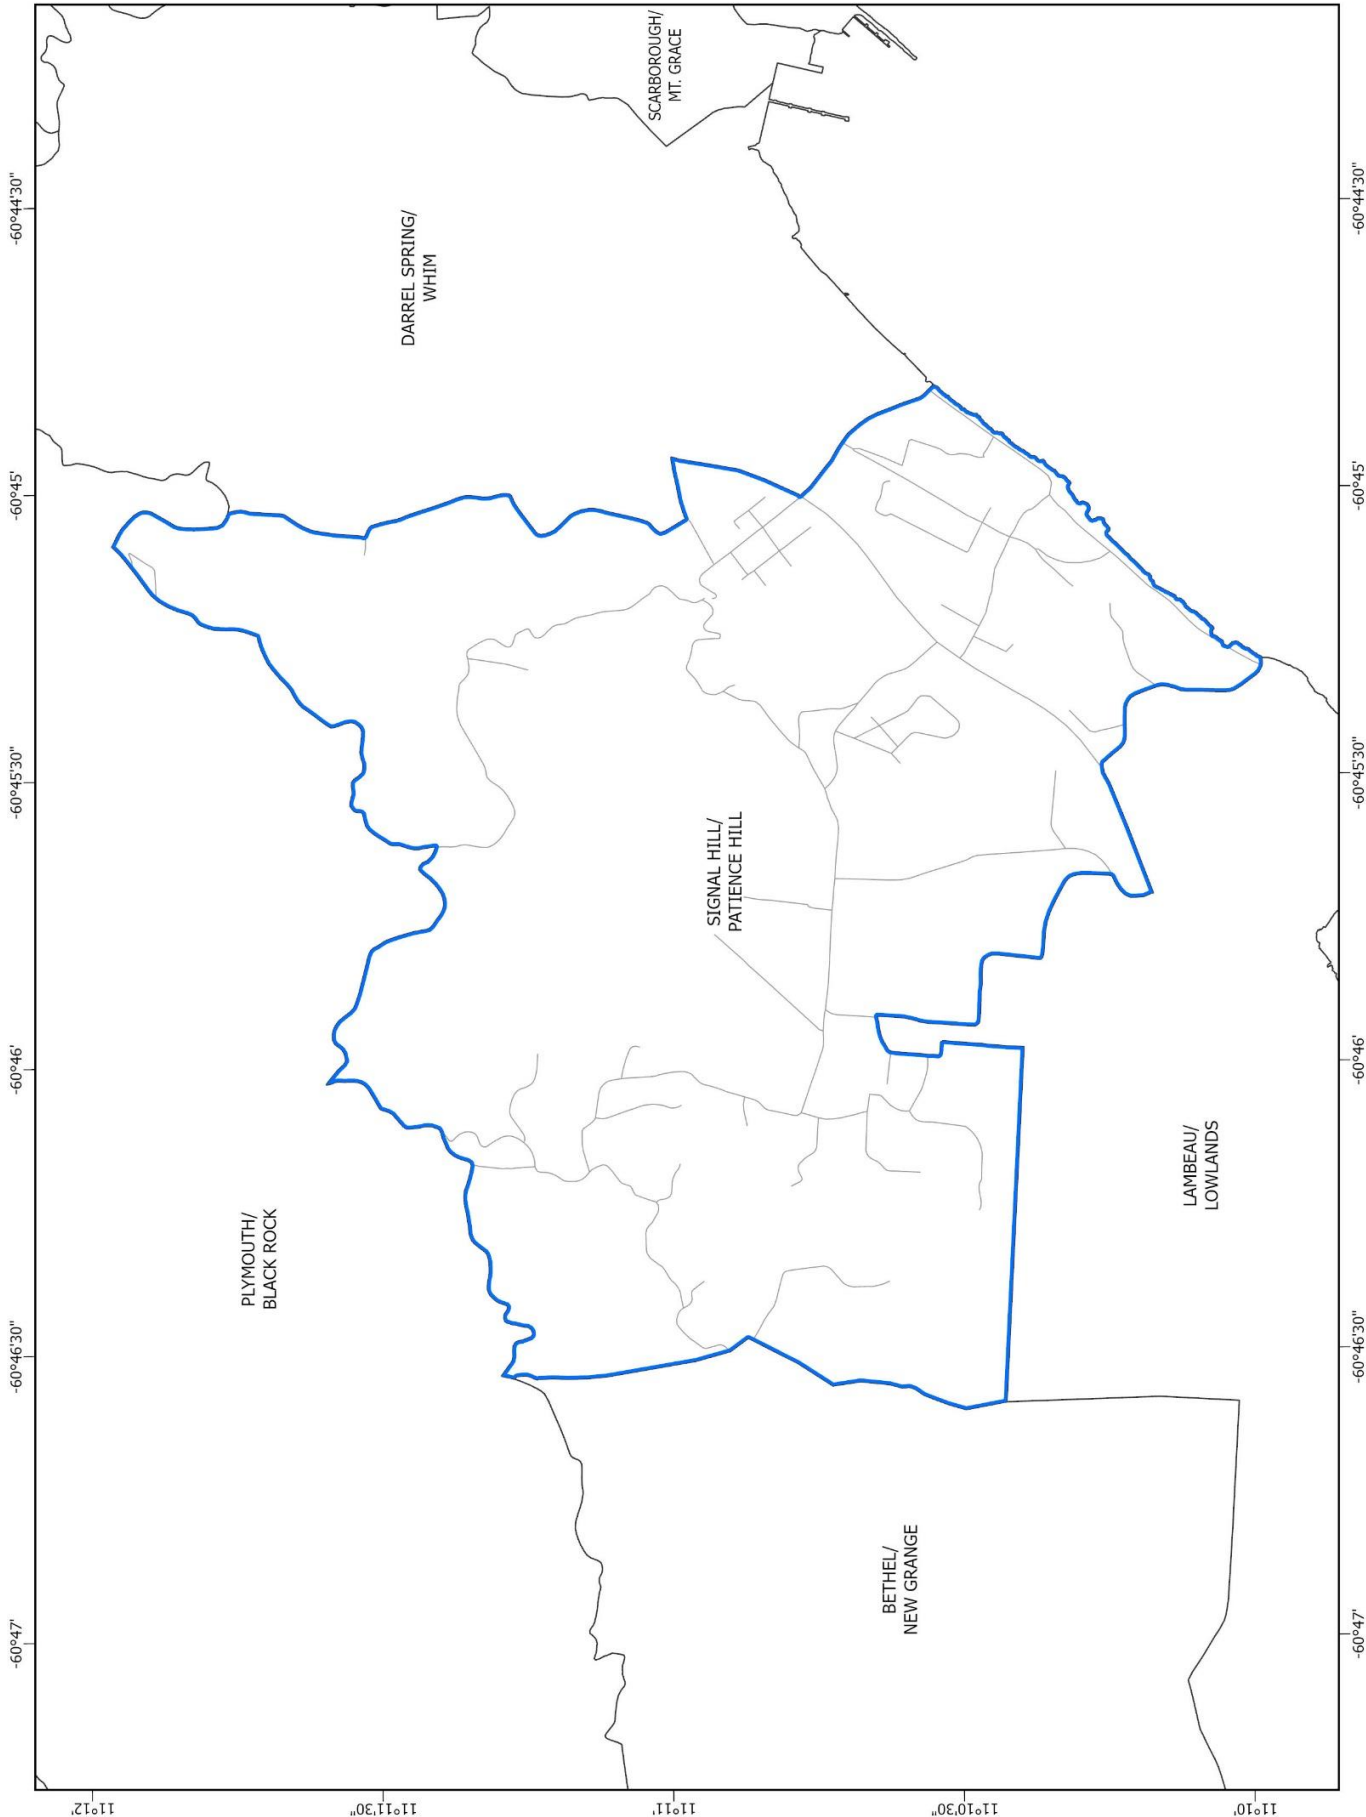 -60°47'
-60°46'30"
-60°46'
-60°45'30"
-60°45'
-60°44'30"
11°12'
11°11'30"
11°11'
11°10'30"
11°10'
PLYMOUTH/
BLACK ROCK
DARREL SPRING/
WHIM
SCARBOROUGH/
MT. GRACE
SIGNAL HILL/
PATIENCE HILL
BETHEL/
NEW GRANGE
LAMBEAU/
LOWLANDS
-60°47'
-60°46'30"
-60°46'
-60°45'30"
-60°45'
-60°44'30"